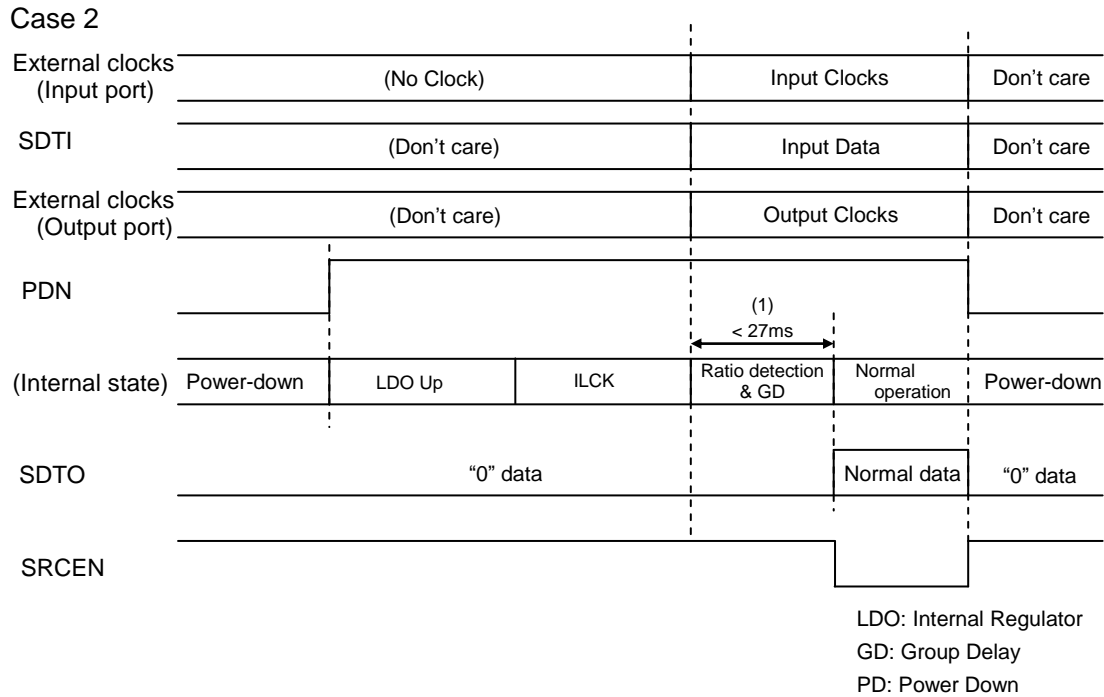 Case 2
External clocks
(Input port)
(No Clock)
Input Clocks
Don't care
SDTI
(Don't care)
Input Data
Don't care
External clocks
(Output port)
(Don't care)
Output Clocks
Don't care
PDN
(1)
< 27ms
(Internal state)
Power-down
LDO Up
ILCK
Ratio detection
& GD
Normal
operation
Power-down
SDTO
“0” data
Normal data
“0” data
SRCEN
LDO: Internal Regulator
GD: Group Delay
PD: Power Down